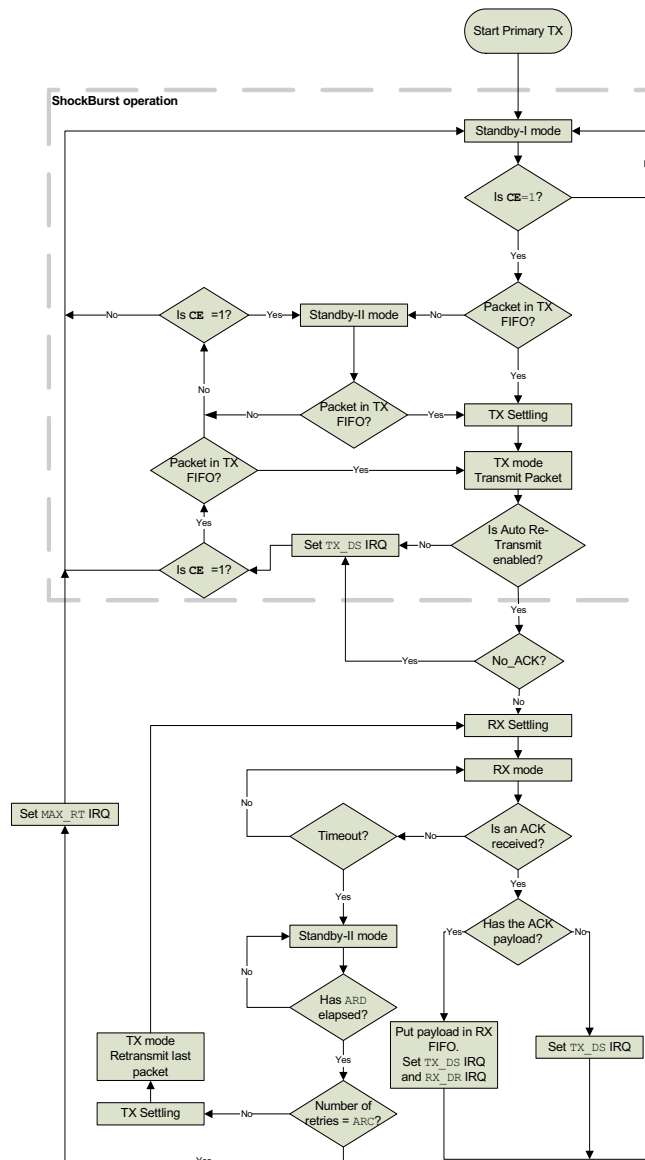 Start Primary TX
ShockBurst operation
Standby-I mode
Is CE=1?
Yes
Packet in TX
FIFO?
No
Standby-II mode
Yes
Is CE =1?
No
Yes
No
Packet in TX
FIFO?
No
Yes
TX Settling
Packet in TX
FIFO?
Yes
TX mode
Transmit Packet
Yes
Is Auto Re-
Transmit
enabled?
No
Set TX_DS IRQ
Is CE =1?
Yes
No_ACK?
Yes
No
RX Settling
RX mode
No
Set MAX_RT IRQ
Timeout?
No
Is an ACK
received?
Yes
Yes
Standby-II mode
Yes
Has the ACK
payload?
No
No
Has ARD
elapsed?
TX mode
Retransmit last
packet
Put payload in RX
FIFO.
Set TX_DS IRQ
and RX_DR IRQ
Set TX_DS IRQ
Yes
TX Settling
No
Number of
retries = ARC?
Yes